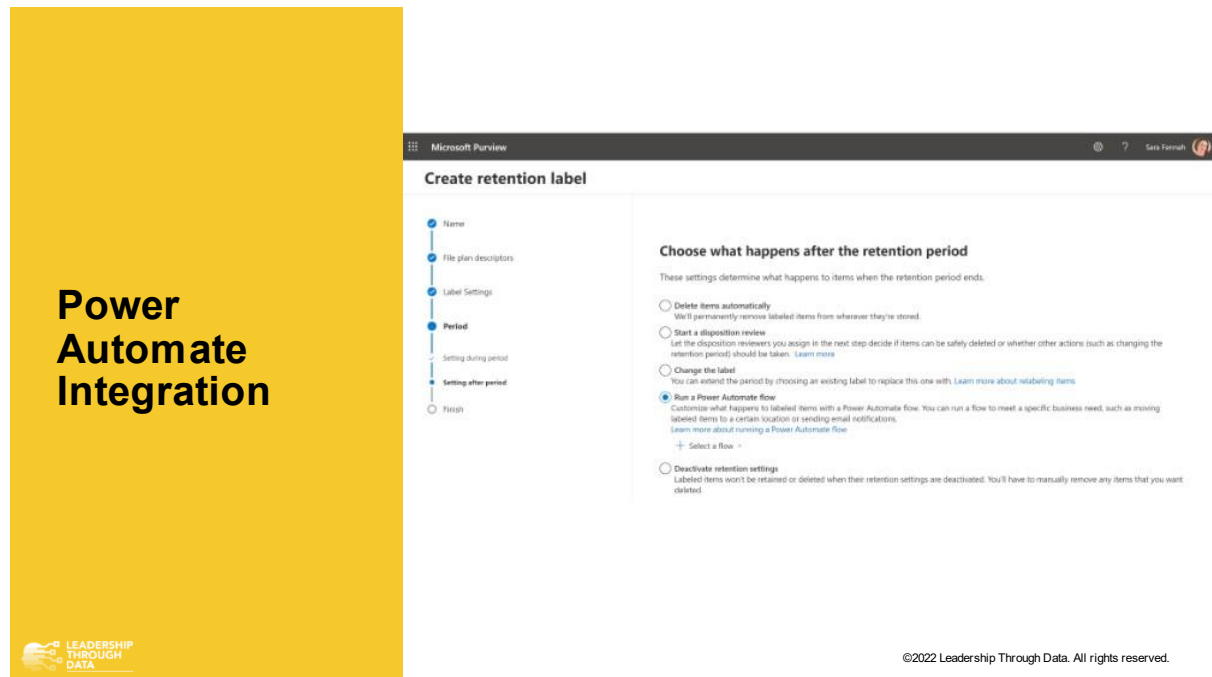 Power
Automate
Integration
LEADERSHIP
THROUGH
DATA
Microsoft Purview
? Sara Fennah
Create retention label
Name
File plan descriptors
Label Settings
Period
Setting during period
Setting after period
Finish
Choose what happens after the retention period
These settings determine what happens to items when the retention period ends.
Delete items automatically
We'll permanently remove labeled items from wherever they're stored.
Start a disposition review
Let the disposition reviewers you assign in the next step decide if items can be safely deleted or whether other actions (such as changing the
retention period) should be taken. Learn more
Change the label
You can extend the period by choosing an existing label to replace this one with. Learn more about relabeling items
Run a Power Automate flow
Customize what happens to labeled items with a Power Automate flow. You can run a flow to meet a specific business need, such as moving
labeled items to a certain location or sending email notifications.
Learn more about running a Power Automate flow
+ Select a flow
Deactivate retention settings
Labeled items won't be retained or deleted when their retention settings are deactivated. You'll have to manually remove any items that you want
deleted.
©2022 Leadership Through Data. All rights reserved.